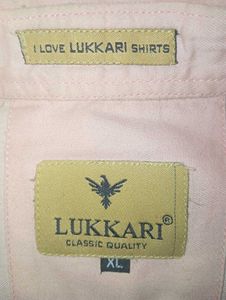 I LOVE LUKKARI SHIRTS
LUKKARI®
CLASSIC QUALITY
XL